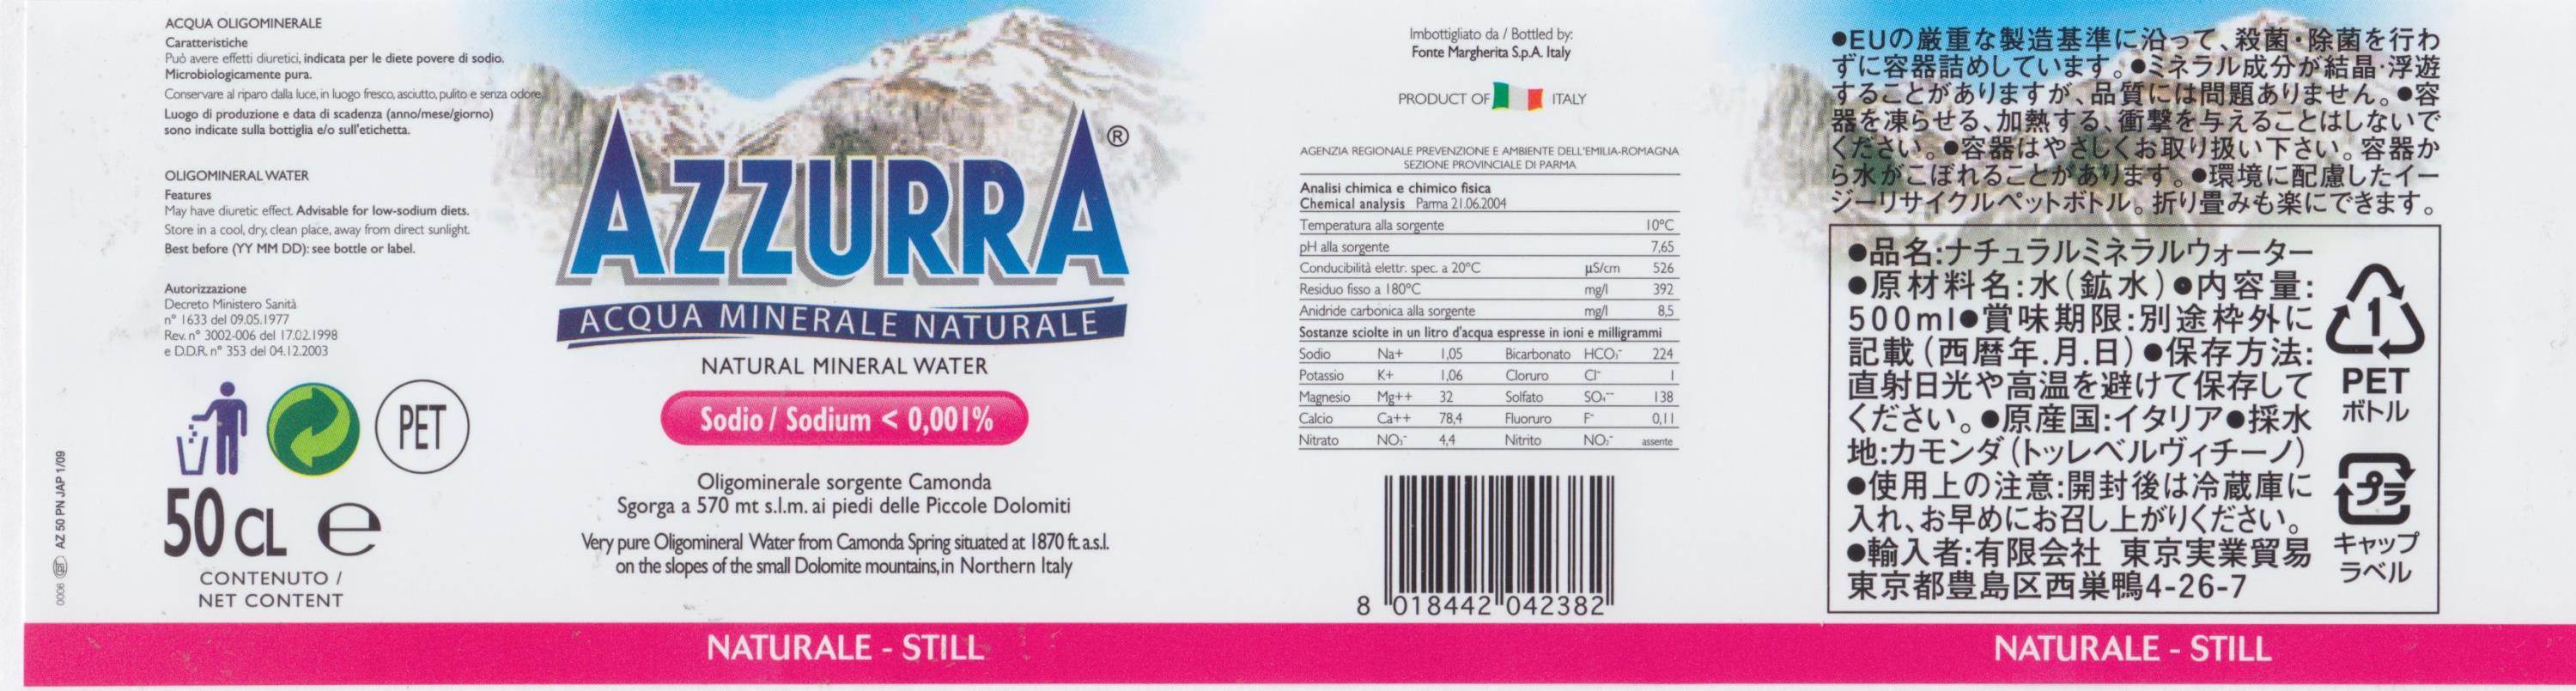 ACQUA OLIGOMINERALE
Caratteristiche
Può avere effetti diuretici, indicata per le diete povere di sodio.
Microbiologicamente pura.
Conservare al riparo dalla luce, in luogo fresco, asciutto, pulito e senza odore.
Luogo di produzione e data di scadenza (anno/mese/giorno)
sono indicate sulla bottiglia e/o sull'etichetta.
OLIGOMINERAL WATER
Features
May have diuretic effect. Advisable for low-sodium diets.
Store in a cool, dry, clean place, away from direct sunlight.
Best before (YY MM DD): see bottle or label.
Autorizzazione
Decreto Ministero Sanità
n° 1633 del 09.05.1977
Rev. n° 3002-006 del 17.02.1998
e D.D.R. n° 353 del 04.12.2003
PET
50 CL e
CONTENUTO /
NET CONTENT
0006 AZ 50 PN JAP 1/09
AZZURRA®
ACQUA MINERALE NATURALE
NATURAL MINERAL WATER
Sodio / Sodium < 0,001%
Oligominerale sorgente Camonda
Sgorga a 570 mt s.l.m. ai piedi delle Piccole Dolomiti
Very pure Oligomineral Water from Camonda Spring situated at 1870 ft. a.s.l.
on the slopes of the small Dolomite mountains, in Northern Italy
NATURALE - STILL
Imbottigliato da / Bottled by:
Fonte Margherita S.p.A. Italy
PRODUCT OF ITALY
AGENZIA REGIONALE PREVENZIONE E AMBIENTE DELL'EMILIA-ROMAGNA
SEZIONE PROVINCIALE DI PARMA
Analisi chimica e chimico fisica
Chemical analysis Parma 21.06.2004
Temperatura alla sorgente 10°C
pH alla sorgente 7,65
Conducibilità elettr. spec. a 20°C µS/cm 526
Residuo fisso a 180°C mg/l 392
Anidride carbonica alla sorgente mg/l 8,5
Sostanze sciolte in un litro d'acqua espresse in ioni e milligrammi
Sodio Na+ 1,05 Bicarbonato HCO₃⁻ 224
Potassio K+ 1,06 Cloruro Cl⁻ 1
Magnesio Mg++ 32 Solfato SO₄⁻⁻ 138
Calcio Ca++ 78,4 Fluoruro F⁻ 0,11
Nitrato NO₃⁻ 4,4 Nitrito NO₂⁻ assente
8 018442 042382
●EUの厳重な製造基準に沿って、殺菌・除菌を行わ
ずに容器詰めしています。●ミネラル成分が結晶・浮遊
することがありますが、品質には問題ありません。●容
器を凍らせる、加熱する、衝撃を与えることはしないで
ください。●容器はやさしくお取り扱い下さい。容器か
ら水がこぼれることがあります。●環境に配慮したイー
ジーリサイクルペットボトル。折り畳みも楽にできます。
●品名:ナチュラルミネラルウォーター
●原材料名:水(鉱水)●内容量:
500ml●賞味期限:別途枠外に
記載(西暦年.月.日)●保存方法:
直射日光や高温を避けて保存して
ください。●原産国:イタリア●採水
地:カモンダ(トッレベルヴィチーノ)
●使用上の注意:開封後は冷蔵庫に
入れ、お早めにお召し上がりください。
●輸入者:有限会社 東京実業貿易
東京都豊島区西巣鴨4-26-7
1
PET
ボトル
プラ
キャップ
ラベル
NATURALE - STILL